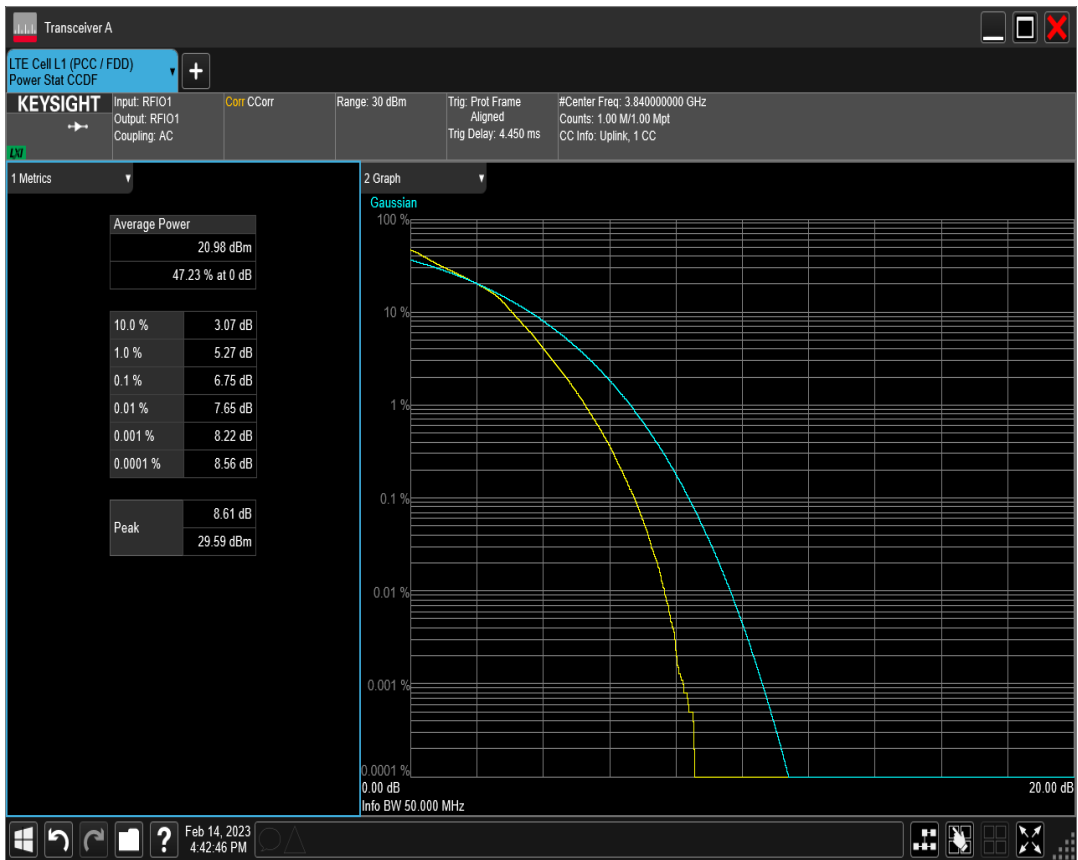 Transceiver A
LTE Cell L1 (PCC / FDD)
Power Stat CCDF
KEYSIGHT
LXI
Input: RFIO1
Output: RFIO1
Coupling: AC
Corr CCorr
Range: 30 dBm
Trig: Prot Frame
Aligned
Trig Delay: 4.450 ms
#Center Freq: 3.840000000 GHz
Counts: 1.00 M/1.00 Mpt
CC Info: Uplink, 1 CC
1 Metrics
Average Power
20.98 dBm
47.23 % at 0 dB
10.0 % 3.07 dB
1.0 % 5.27 dB
0.1 % 6.75 dB
0.01 % 7.65 dB
0.001 % 8.22 dB
0.0001 % 8.56 dB
Peak
8.61 dB
29.59 dBm
2 Graph
Gaussian
100 %
10 %
1 %
0.1 %
0.01 %
0.001 %
0.0001 %
0.00 dB 20.00 dB
Info BW 50.000 MHz
? Feb 14, 2023
4:42:46 PM